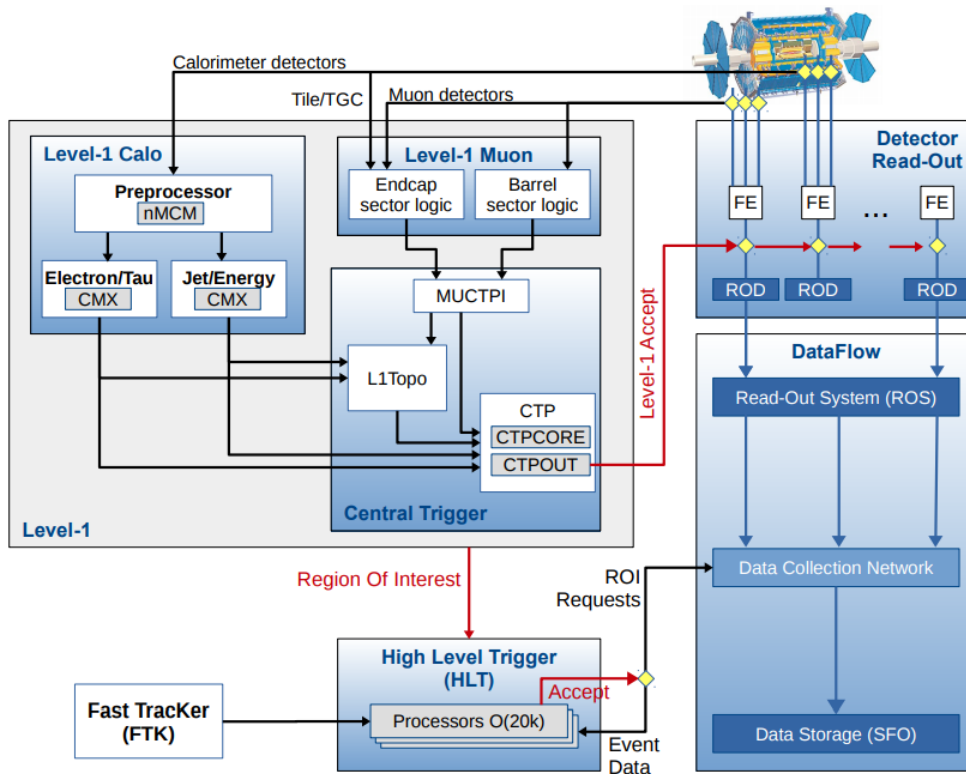 Calorimeter detectors
Tile/TGC
Muon detectors
Level-1 Calo
Preprocessor
nMCM
Electron/Tau
CMX
Jet/Energy
CMX
Level-1 Muon
Endcap
sector logic
Barrel
sector logic
MUCTPI
L1Topo
CTP
CTPCORE
CTPOUT
Central Trigger
Level-1
Level-1 Accept
Detector
Read-Out
FE
FE
...
FE
ROD
ROD
ROD
DataFlow
Read-Out System (ROS)
Data Collection Network
Data Storage (SFO)
Region Of Interest
ROI
Requests
High Level Trigger
(HLT)
Accept
Processors O(20k)
Event
Data
Fast TracKer
(FTK)